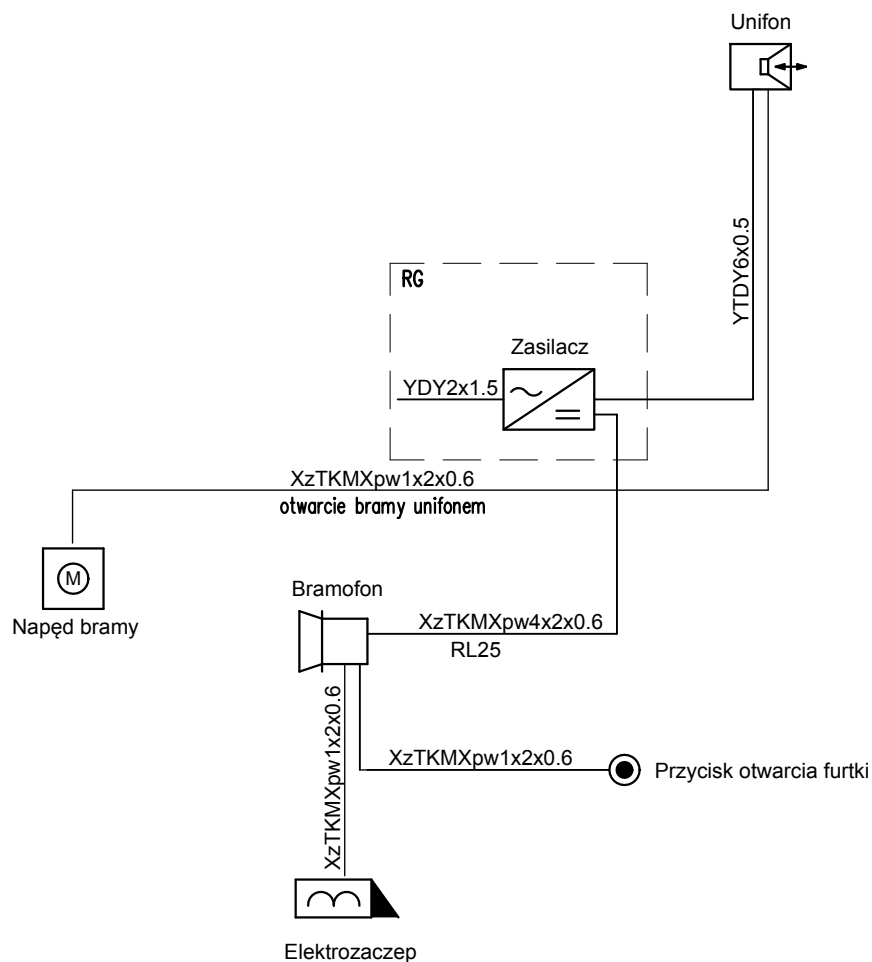 Unifon
YTDY6x0.5
RG
Zasilacz
YDY2x1.5
XzTKMXpw1x2x0.6
otwarcie bramy unifonem
M
Napęd bramy
Bramofon
XzTKMXpw4x2x0.6
RL25
XzTKMXpw1x2x0.6
XzTKMXpw1x2x0.6
Przycisk otwarcia furtki
Elektrozaczep